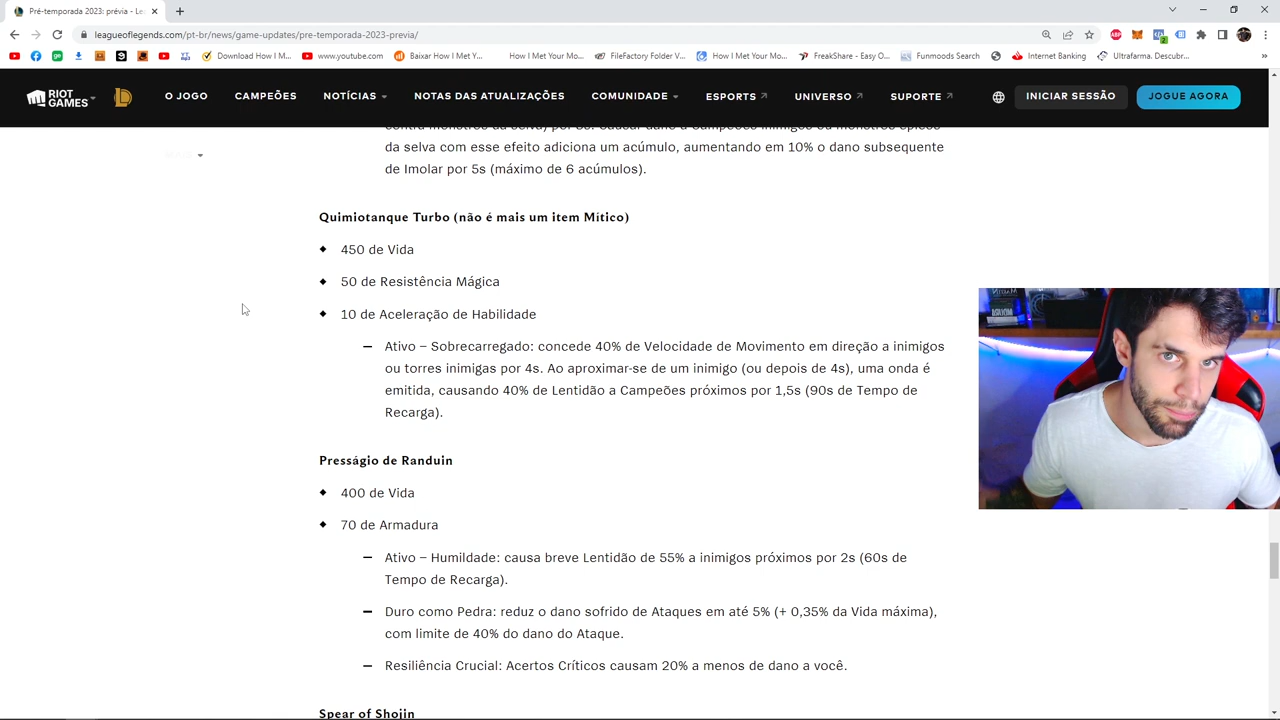 Pré-temporada 2023: prévia - Le
leagueoflegends.com/pt-br/news/game-updates/pre-temporada-2023-previa/
Download How I M... www.youtube.com Baixar How I Met Y... How I Met Your Mo... FileFactory Folder V... How I Met Your Mo... FreakShare - Easy O... Funmoods Search Internet Banking Ultrafarma. Descubr...
RIOT GAMES O JOGO CAMPEÕES NOTÍCIAS NOTAS DAS ATUALIZAÇÕES COMUNIDADE ESPORTS UNIVERSO SUPORTE INICIAR SESSÃO JOGUE AGORA
contra monstros da selva) por 5s. Causar dano a Campeões inimigos ou monstros épicos
da selva com esse efeito adiciona um acúmulo, aumentando em 10% o dano subsequente
de Imolar por 5s (máximo de 6 acúmulos).
Quimiotanque Turbo (não é mais um item Mítico)
450 de Vida
50 de Resistência Mágica
10 de Aceleração de Habilidade
— Ativo – Sobrecarregado: concede 40% de Velocidade de Movimento em direção a inimigos
ou torres inimigas por 4s. Ao aproximar-se de um inimigo (ou depois de 4s), uma onda é
emitida, causando 40% de Lentidão a Campeões próximos por 1,5s (90s de Tempo de
Recarga).
Presságio de Randuin
400 de Vida
70 de Armadura
— Ativo – Humildade: causa breve Lentidão de 55% a inimigos próximos por 2s (60s de
Tempo de Recarga).
— Duro como Pedra: reduz o dano sofrido de Ataques em até 5% (+ 0,35% da Vida máxima),
com limite de 40% do dano do Ataque.
— Resiliência Crucial: Acertos Críticos causam 20% a menos de dano a você.
Spear of Shojin